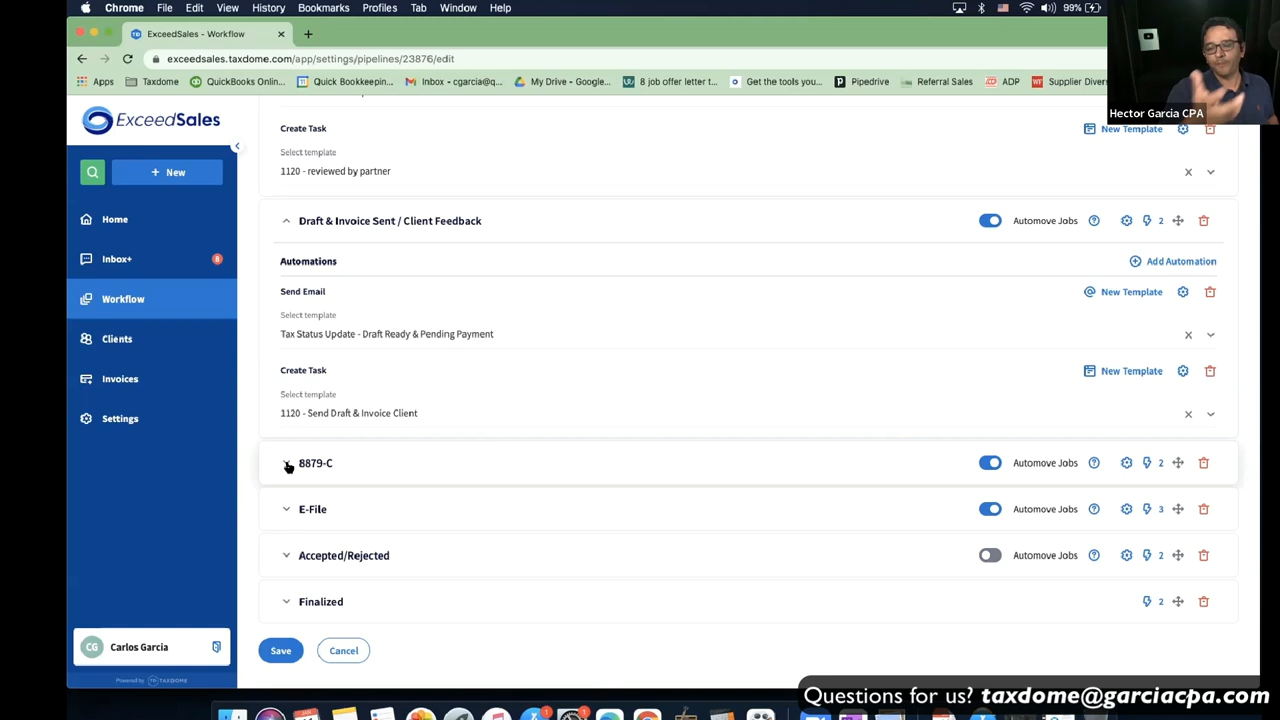 Chrome File Edit View History Bookmarks Profiles Tab Window Help 99%
ExceedSales - Workflow
exceedsales.taxdome.com/app/settings/pipelines/23876/edit
Apps Taxdome QuickBooks Onlin... Quick Bookkeepin... Inbox - cgarcia@q... My Drive - Google... 8 job offer letter t... Get the tools you... Pipedrive Referral Sales ADP Supplier Diver
Hector Garcia CPA
ExceedSales
New
Home
Inbox+ 8
Workflow
Clients
Invoices
Settings
CG Carlos Garcia
Powered by TD TAXDOME
Create Task New Template
Select template
1120 - reviewed by partner
Draft & Invoice Sent / Client Feedback Automove Jobs 2
Automations Add Automation
Send Email New Template
Select template
Tax Status Update - Draft Ready & Pending Payment
Create Task New Template
Select template
1120 - Send Draft & Invoice Client
8879-C Automove Jobs 2
E-File Automove Jobs 3
Accepted/Rejected Automove Jobs 2
Finalized 2
Save Cancel
Questions for us? taxdome@garciacpa.com